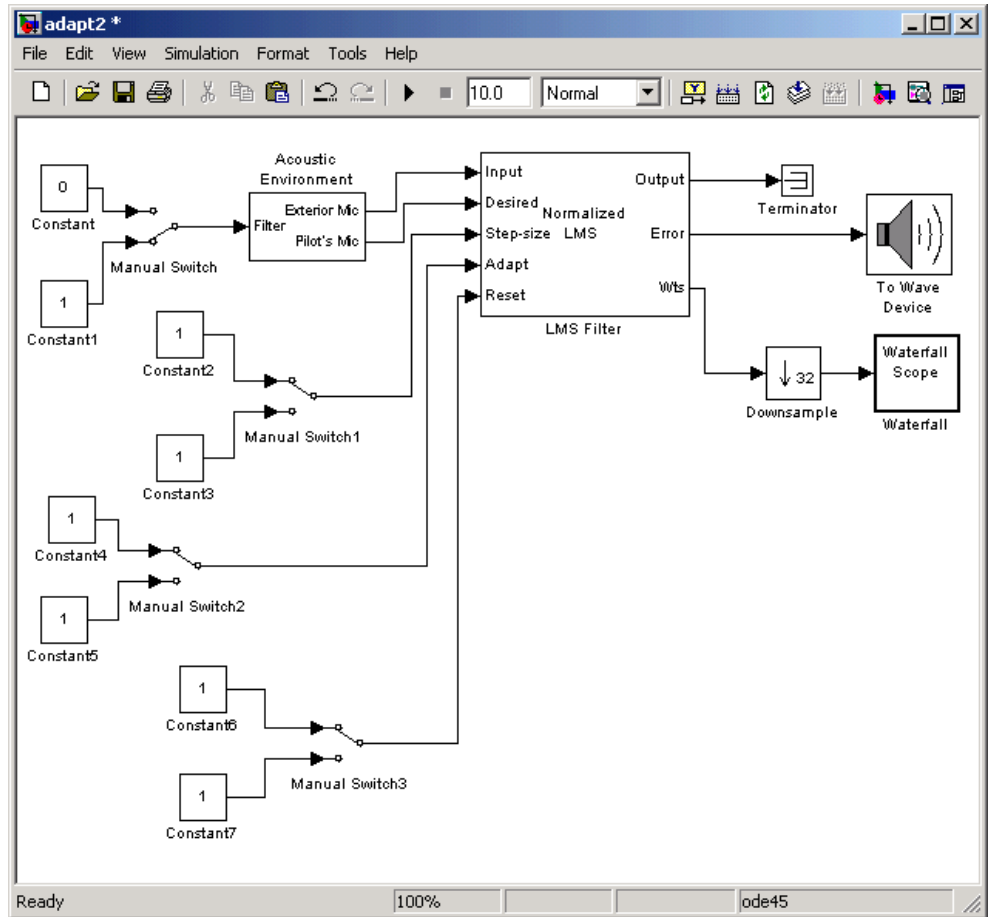 adapt2 *
File Edit View Simulation Format Tools Help
10.0 Normal
0
Constant
1
Constant1
Manual Switch
Acoustic
Environment
Filter
Exterior Mic
Pilot's Mic
1
Constant2
1
Constant3
Manual Switch1
1
Constant4
1
Constant5
Manual Switch2
1
Constant6
1
Constant7
Manual Switch3
Input
Desired
Step-size
Adapt
Reset
Normalized
LMS
Output
Error
Wts
LMS Filter
Terminator
To Wave
Device
32
Downsample
Waterfall
Scope
Waterfall
Ready 100% ode45